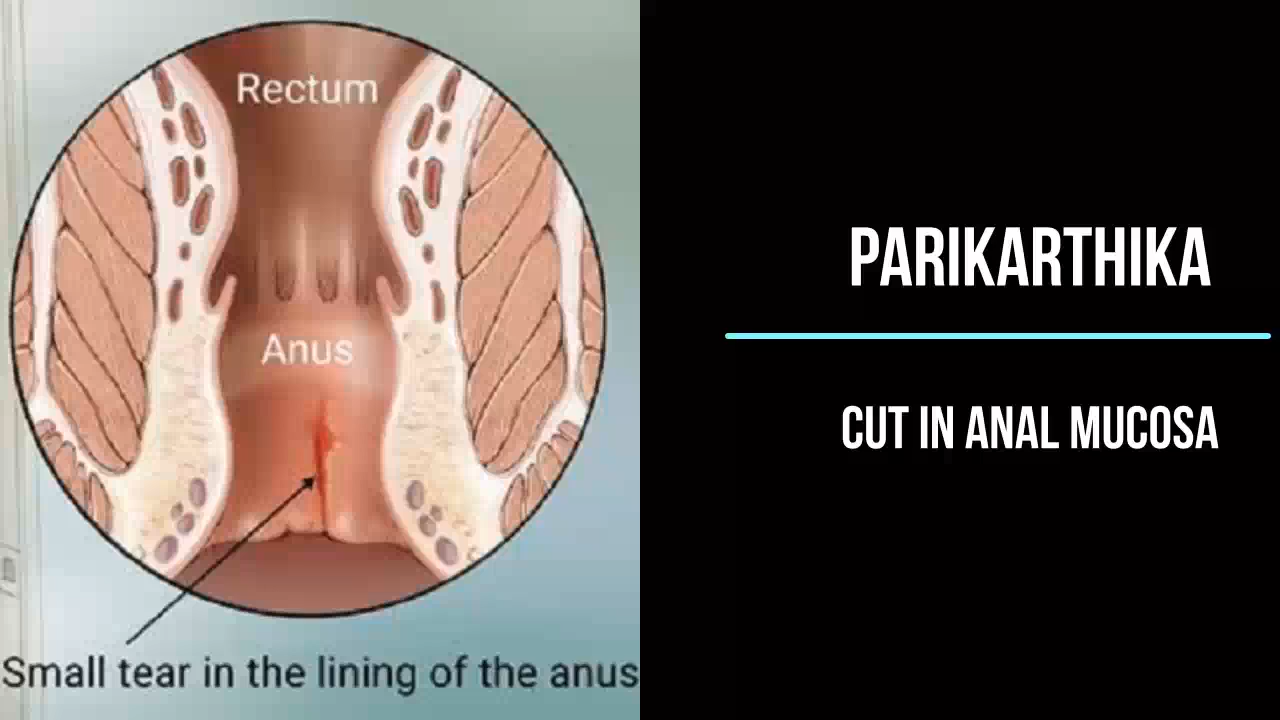 Rectum
Anus
Small tear in the lining of the anus
PARIKARTHIKA
CUT IN ANAL MUCOSA